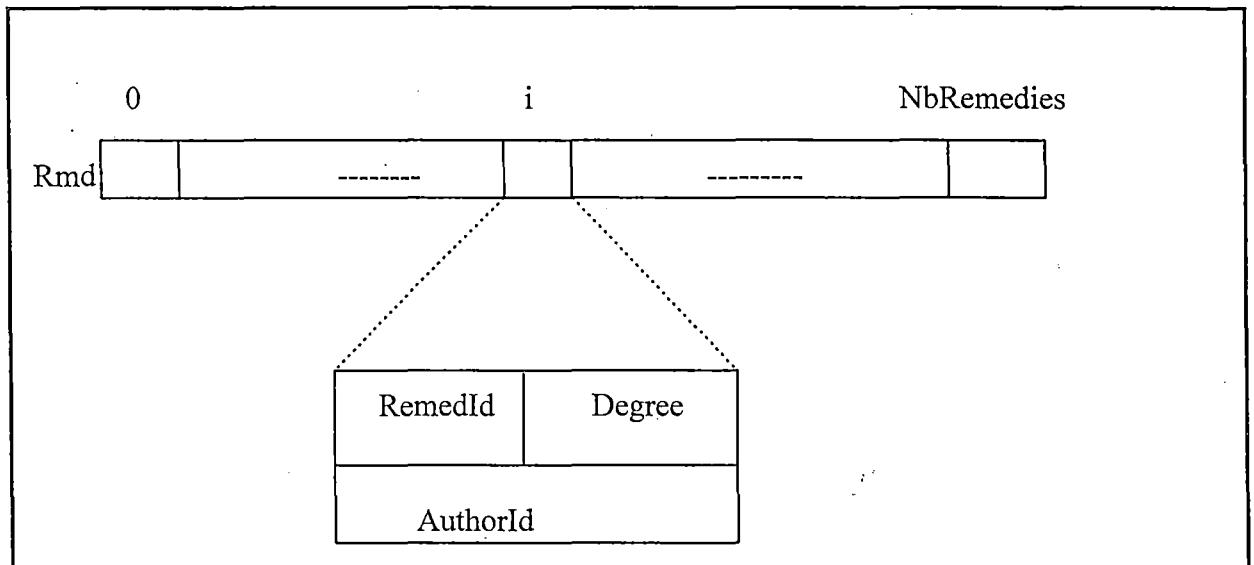 0 i NbRemedies
Rmd -------- ---------
RemedId Degree
AuthorId